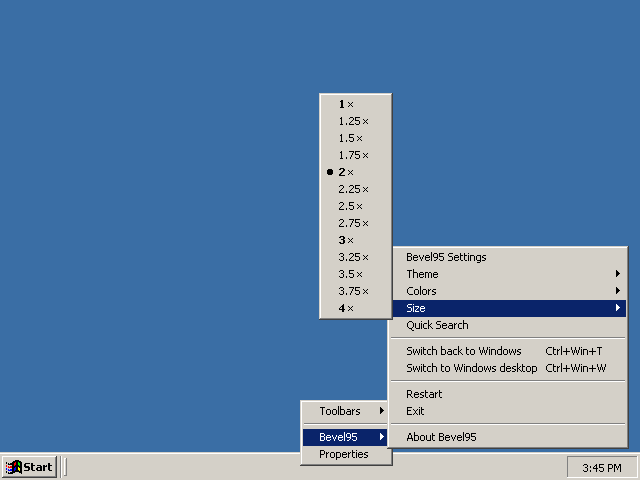 1×
1.25×
1.5×
1.75×
2×
2.25×
2.5×
2.75×
3×
3.25×
3.5×
3.75×
4×
Bevel95 Settings
Theme
Colors
Size
Quick Search
Switch back to Windows Ctrl+Win+T
Switch to Windows desktop Ctrl+Win+W
Restart
Exit
About Bevel95
Toolbars
Bevel95
Properties
Start
3:45 PM